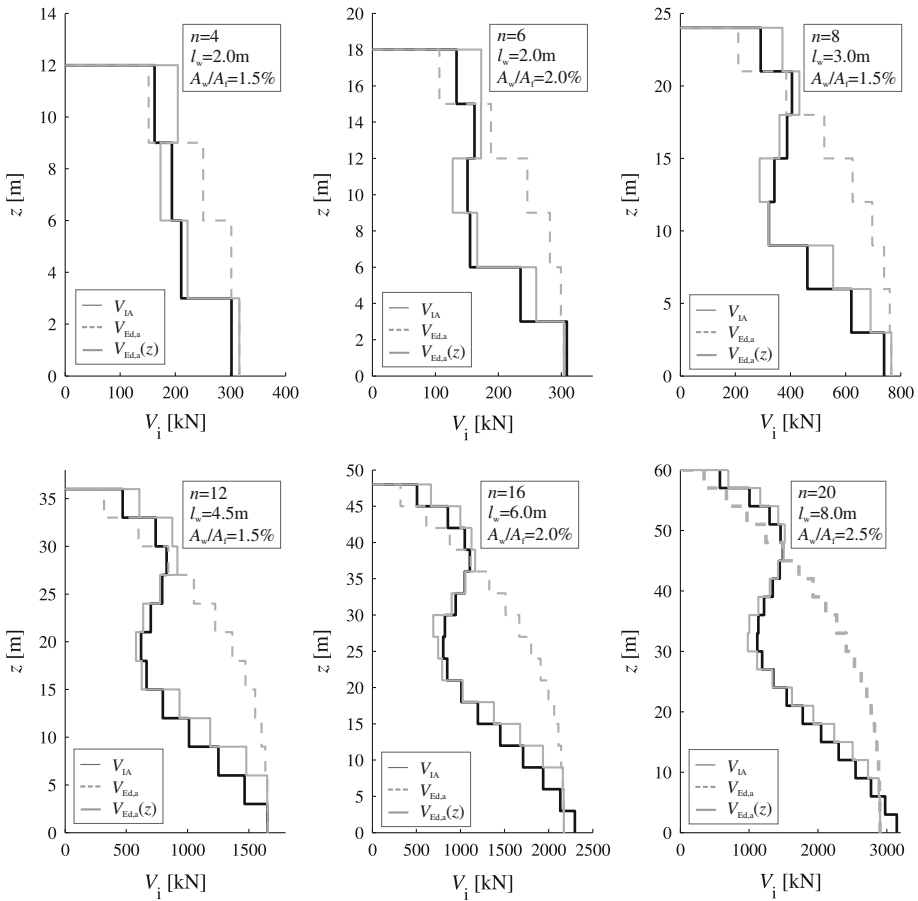 n=4
l_w=2.0m
A_w/A_f=1.5%
14
12
10
8
6
4
2
0
z [m]
V_IA
V_Ed,a
V_Ed,a(z)
0 100 200 300 400
V_i [kN]
n=6
l_w=2.0m
A_w/A_f=2.0%
20
18
16
14
12
10
8
6
4
2
0
z [m]
V_IA
V_Ed,a
V_Ed,a(z)
0 100 200 300
V_i [kN]
n=8
l_w=3.0m
A_w/A_f=1.5%
25
20
15
10
5
0
z [m]
V_IA
V_Ed,a
V_Ed,a(z)
0 200 400 600 800
V_i [kN]
n=12
l_w=4.5m
A_w/A_f=1.5%
35
30
25
20
15
10
5
0
z [m]
V_IA
V_Ed,a
V_Ed,a(z)
0 500 1000 1500
V_i [kN]
n=16
l_w=6.0m
A_w/A_f=2.0%
50
45
40
35
30
25
20
15
10
5
0
z [m]
V_IA
V_Ed,a
V_Ed,a(z)
0 500 1000 1500 2000 2500
V_i [kN]
n=20
l_w=8.0m
A_w/A_f=2.5%
60
50
40
30
20
10
0
z [m]
V_IA
V_Ed,a
V_Ed,a(z)
0 1000 2000 3000
V_i [kN]